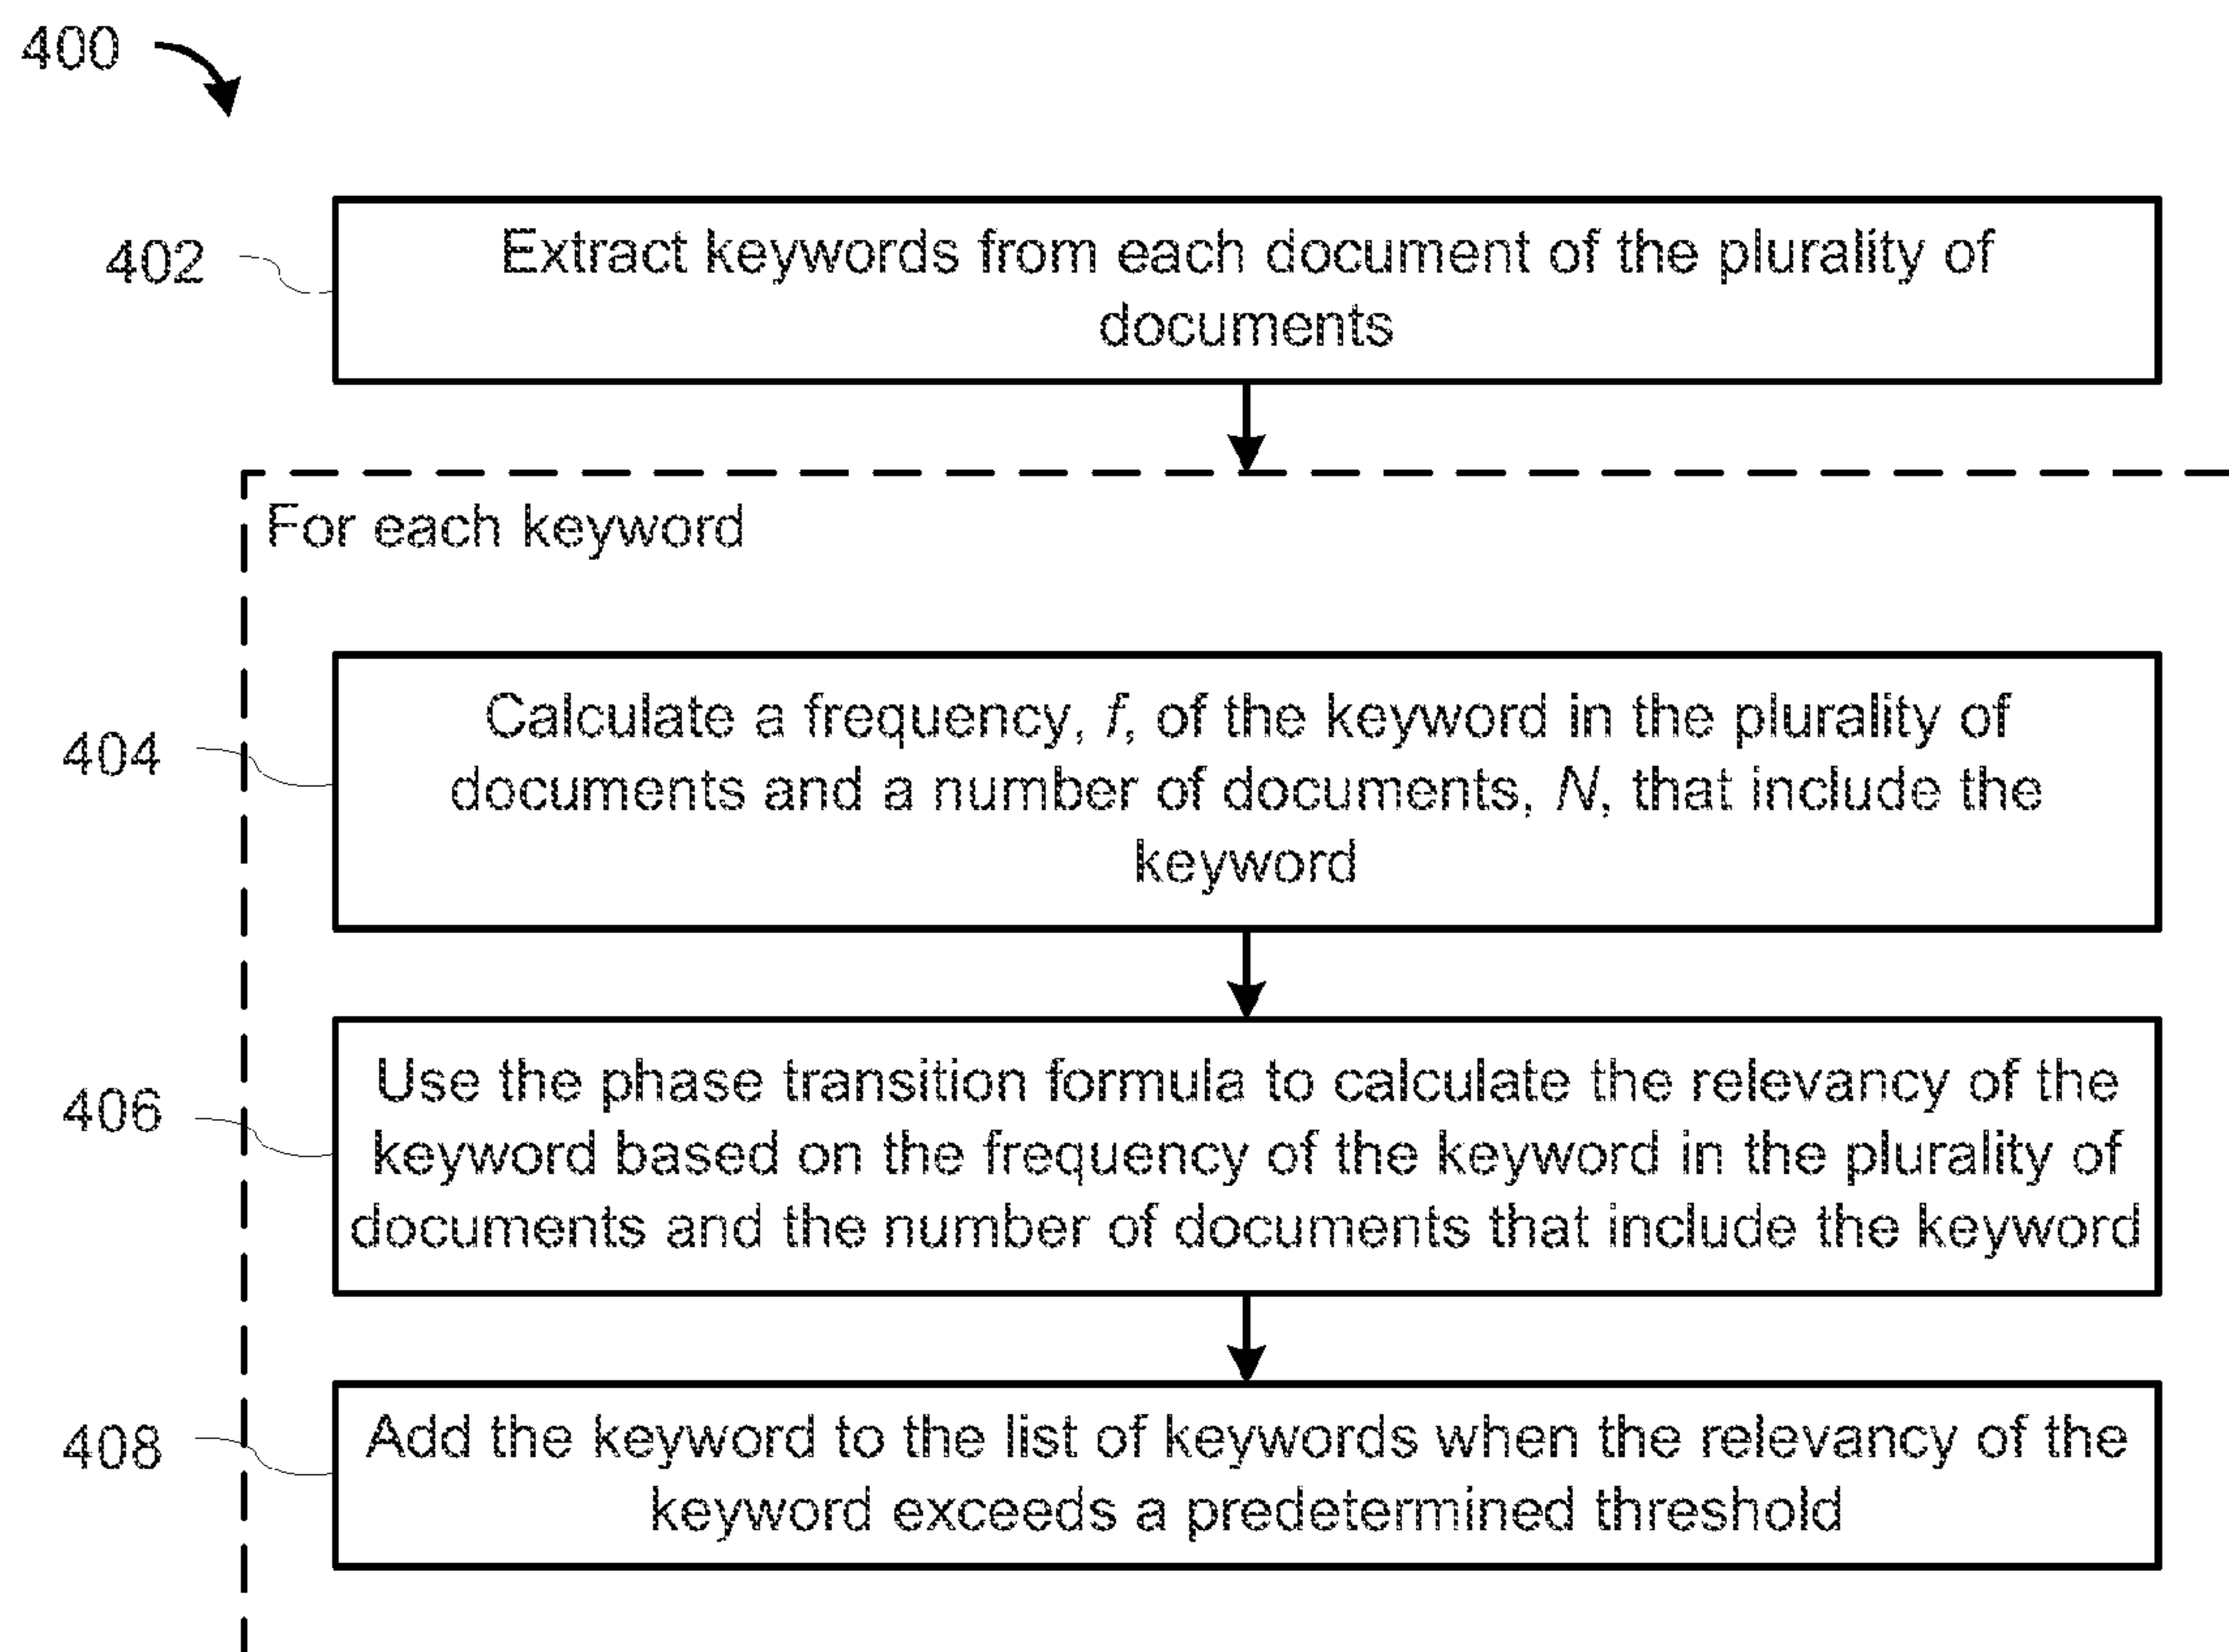 400
402
Extract keywords from each document of the plurality of
documents
For each keyword
404
Calculate a frequency, f, of the keyword in the plurality of
documents and a number of documents, N, that include the
keyword
406
Use the phase transition formula to calculate the relevancy of the
keyword based on the frequency of the keyword in the plurality of
documents and the number of documents that include the keyword
408
Add the keyword to the list of keywords when the relevancy of the
keyword exceeds a predetermined threshold